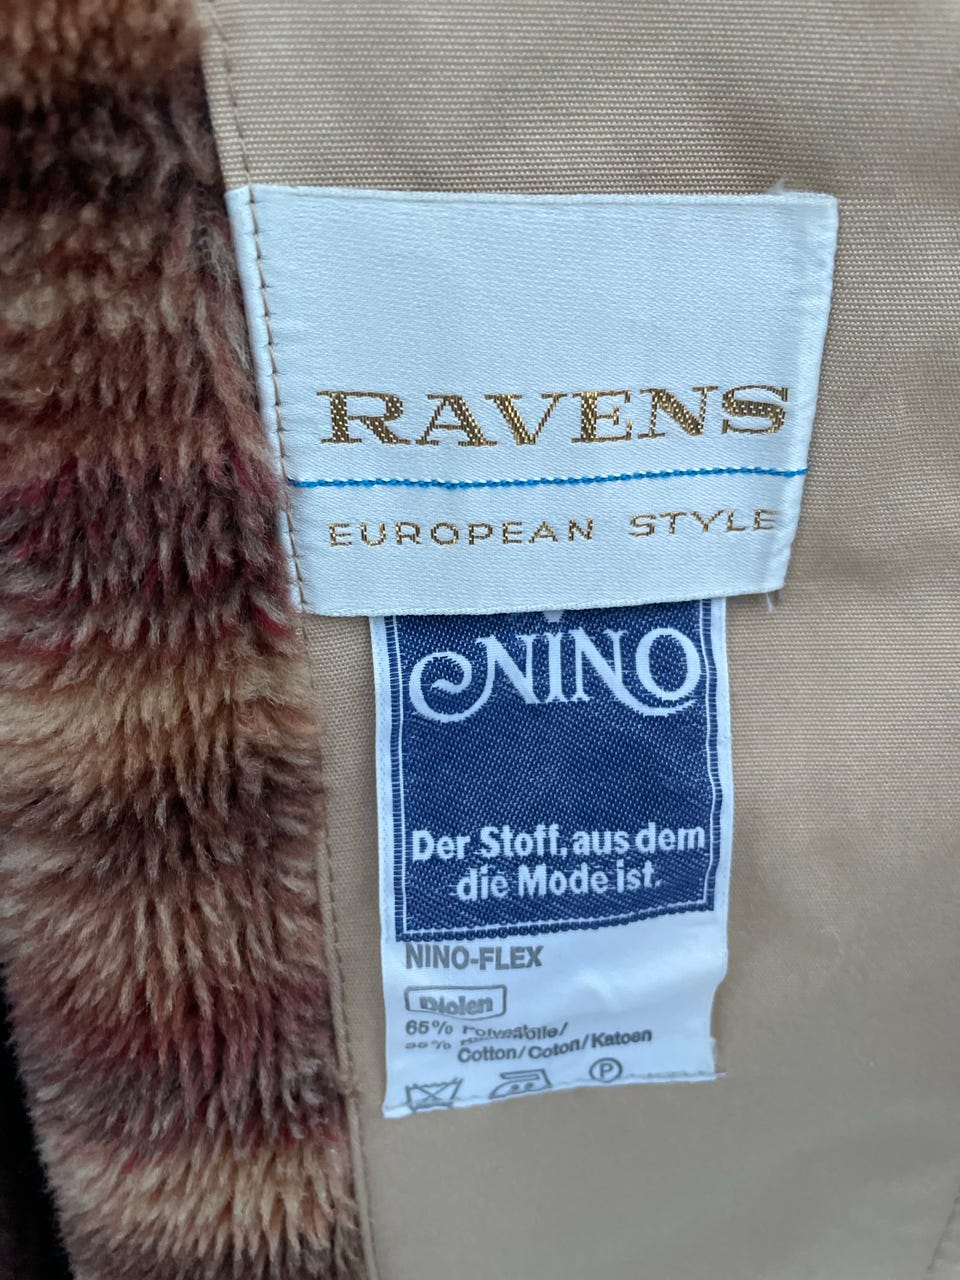 RAVENS
EUROPEAN STYLE
NINO
Der Stoff, aus dem
die Mode ist.
NINO-FLEX
Diolen
65%
Cotton/Coton/Katoen
P